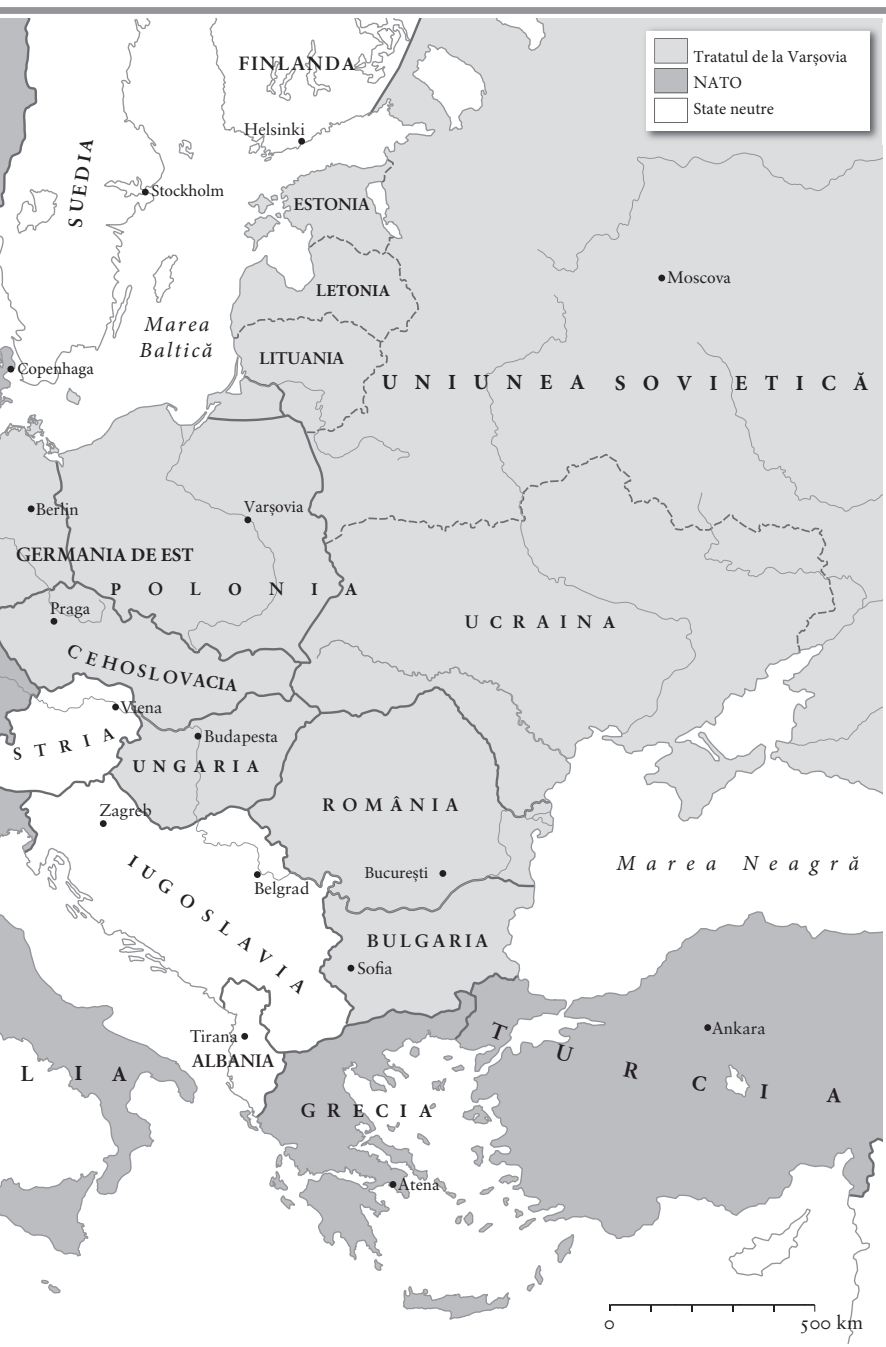 Tratatul de la Varșovia
NATO
State neutre
FINLANDA
Helsinki
SUEDIA
Stockholm
ESTONIA
LETONIA
Moscova
Marea
Baltică
LITUANIA
Copenhaga
UNIUNEA SOVIETICĂ
Berlin
Varșovia
GERMANIA DE EST
POLONIA
Praga
UCRAINA
CEHOSLOVACIA
Viena
STRIA
Budapesta
UNGARIA
Zagreb
ROMÂNIA
Marea Neagră
București
Belgrad
IUGOSLAVIA
BULGARIA
Sofia
Tirana
ALBANIA
Ankara
TURCIA
LIA
GRECIA
Atena
0 500 km